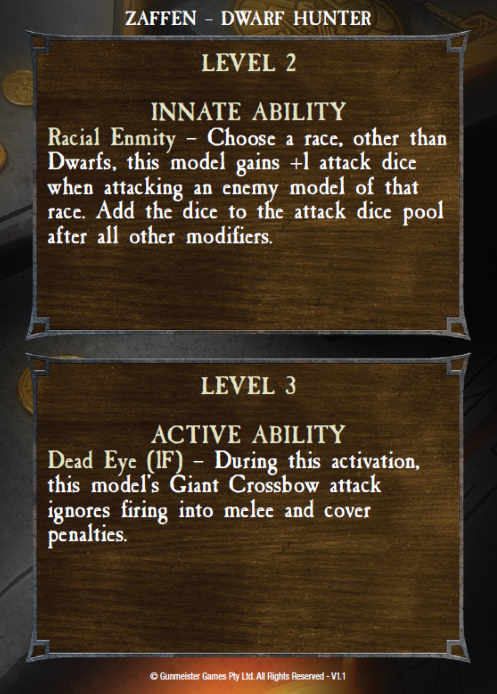 ZAFFEN – DWARF HUNTER
LEVEL 2
INNATE ABILITY
Racial Enmity – Choose a race, other than
Dwarfs, this model gains +1 attack dice
when attacking an enemy model of that
race. Add the dice to the attack dice pool
after all other modifiers.
LEVEL 3
ACTIVE ABILITY
Dead Eye (1F) – During this activation,
this model's Giant Crossbow attack
ignores firing into melee and cover
penalties.
© Gunmeister Games Pty Ltd. All Rights Reserved - V1.1